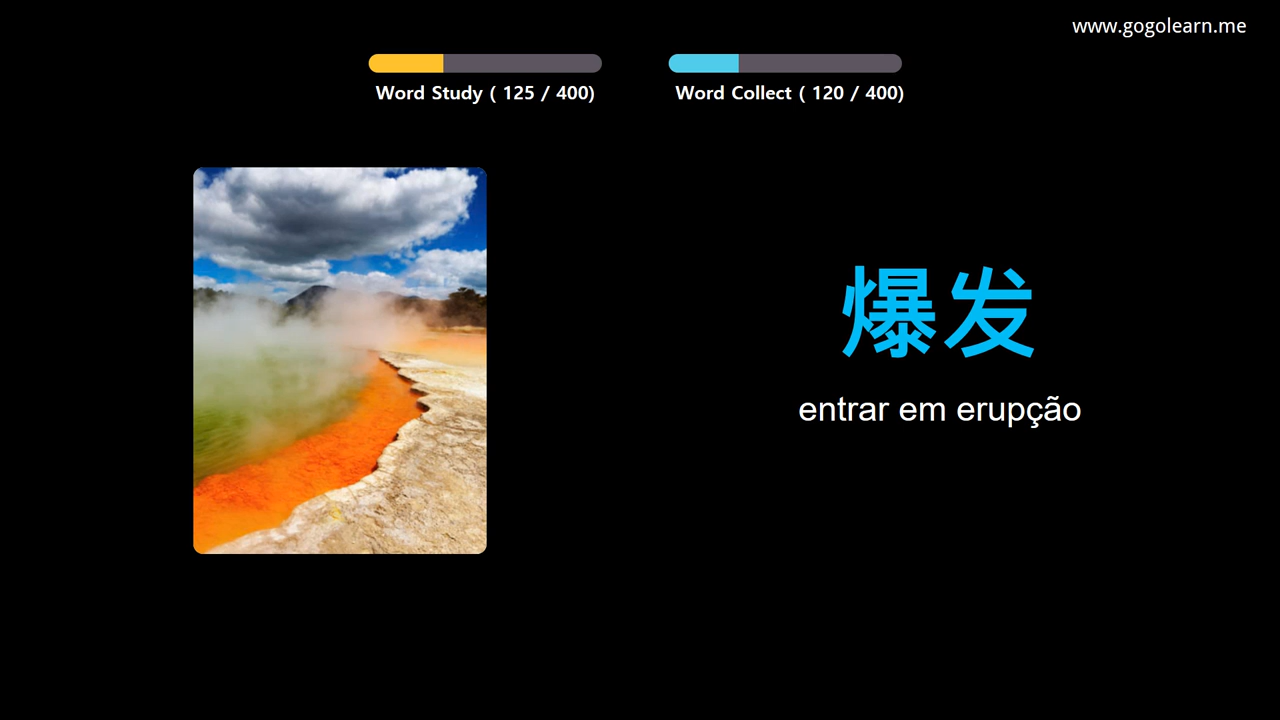 www.gogolearn.me
Word Study ( 125 / 400)
Word Collect ( 120 / 400)
爆发
entrar em erupção